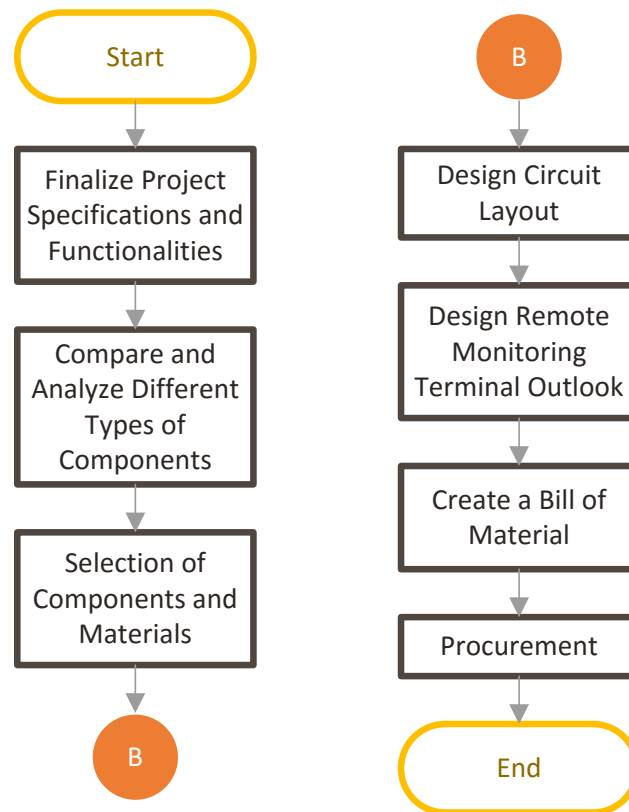 Start
Finalize Project
Specifications and
Functionalities
Compare and
Analyze Different
Types of
Components
Selection of
Components and
Materials
B
B
Design Circuit
Layout
Design Remote
Monitoring
Terminal Outlook
Create a Bill of
Material
Procurement
End